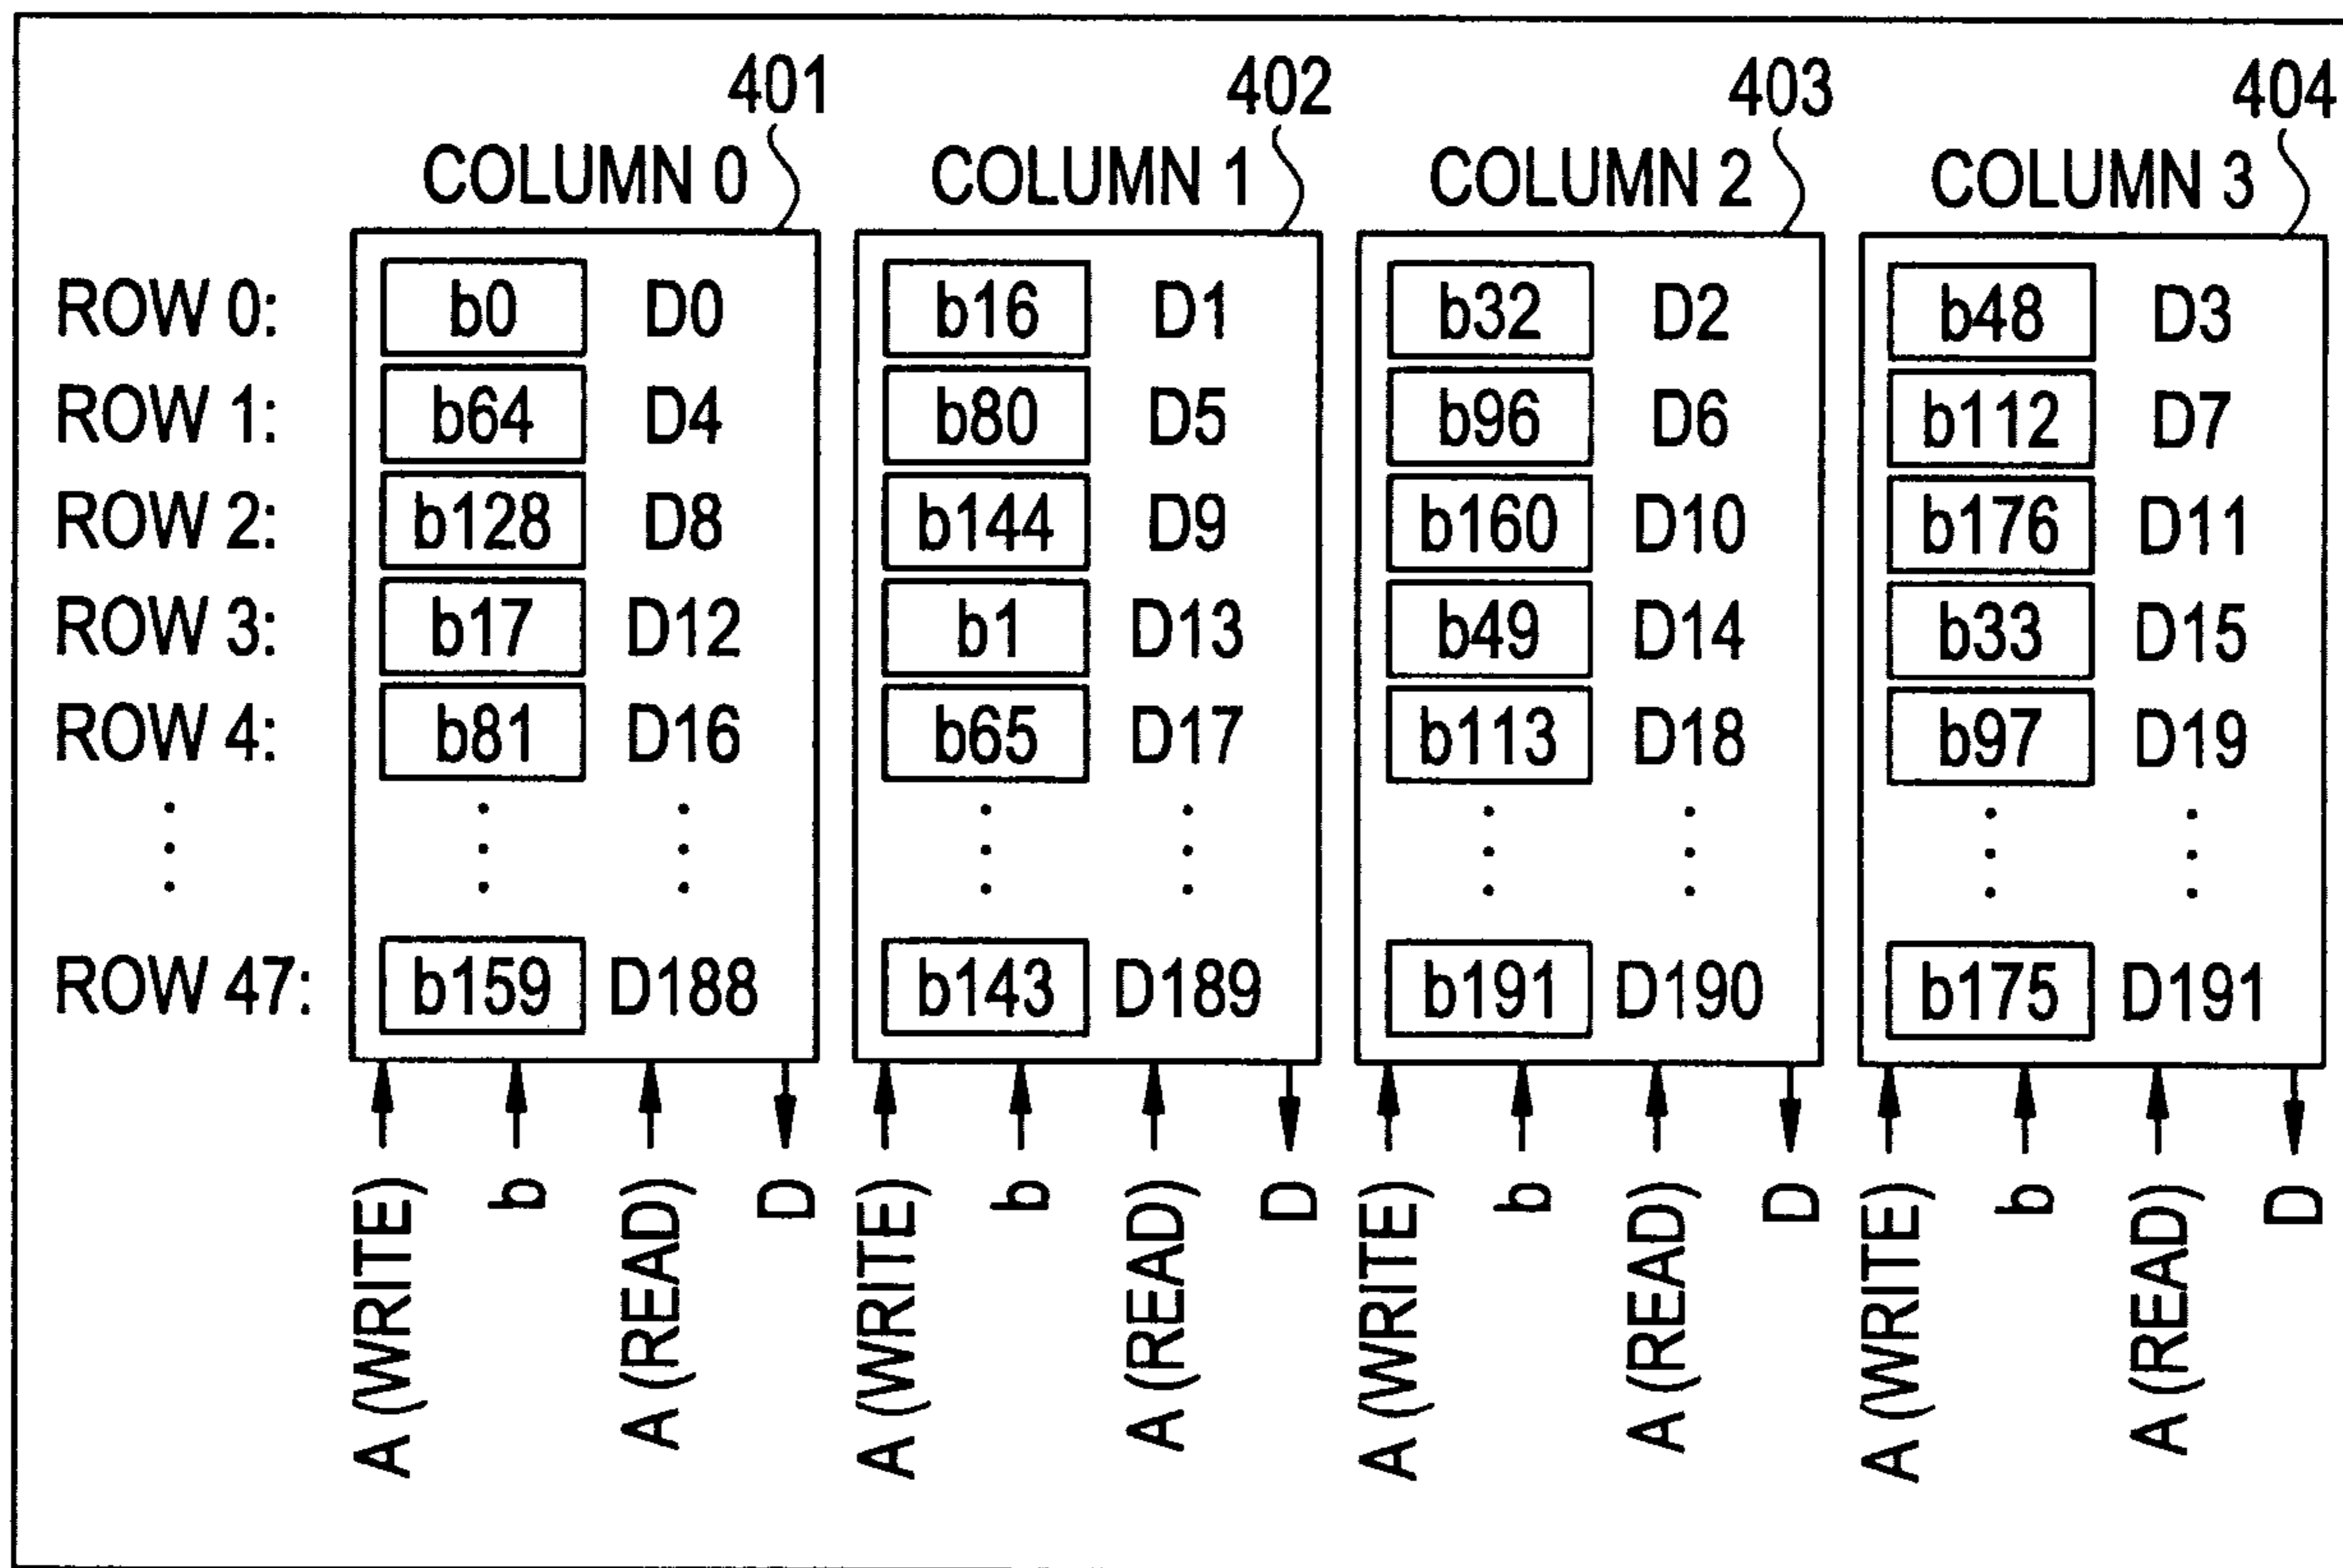 401 402 403 404
COLUMN 0 COLUMN 1 COLUMN 2 COLUMN 3
ROW 0: b0 D0 b16 D1 b32 D2 b48 D3
ROW 1: b64 D4 b80 D5 b96 D6 b112 D7
ROW 2: b128 D8 b144 D9 b160 D10 b176 D11
ROW 3: b17 D12 b1 D13 b49 D14 b33 D15
ROW 4: b81 D16 b65 D17 b113 D18 b97 D19
ROW 47: b159 D188 b143 D189 b191 D190 b175 D191
A (WRITE) b A (READ) D A (WRITE) b A (READ) D A (WRITE) b A (READ) D A (WRITE) b A (READ) D